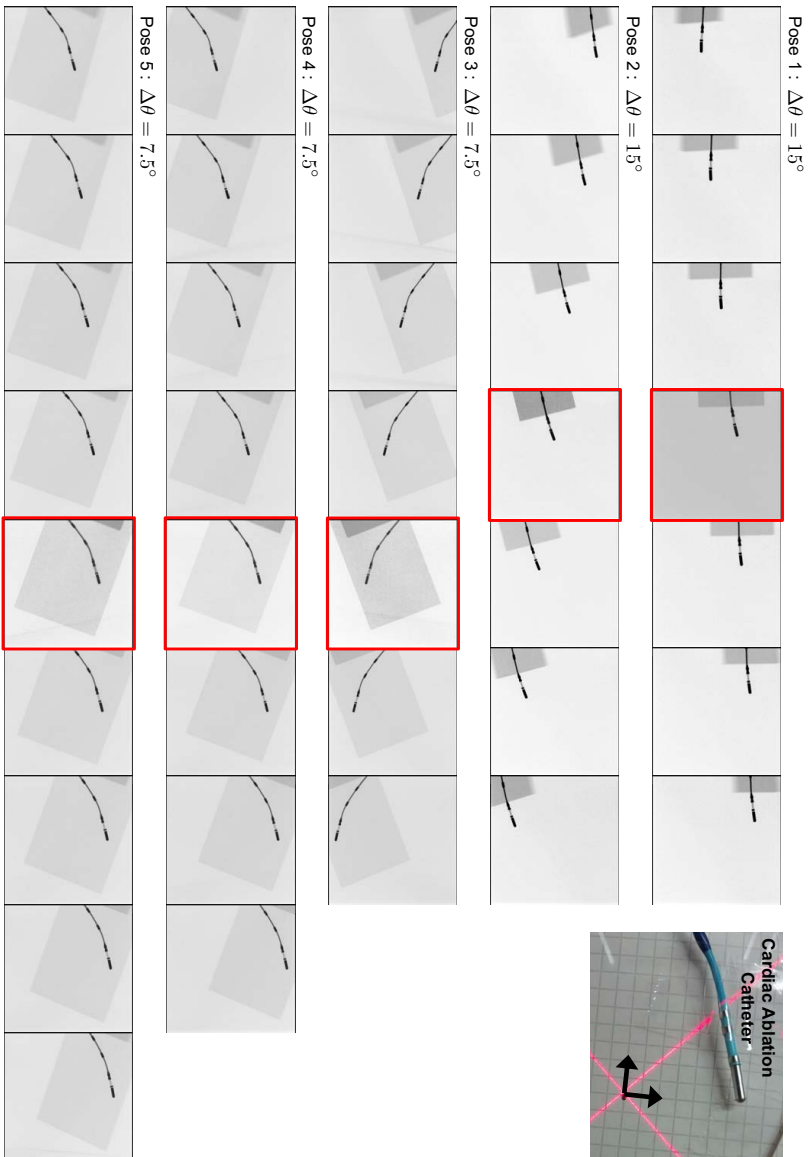 Pose 1 : Δθ = 15°
Pose 2 : Δθ = 15°
Pose 3 : Δθ = 7.5°
Pose 4 : Δθ = 7.5°
Pose 5 : Δθ = 7.5°
Cardiac Ablation
Catheter